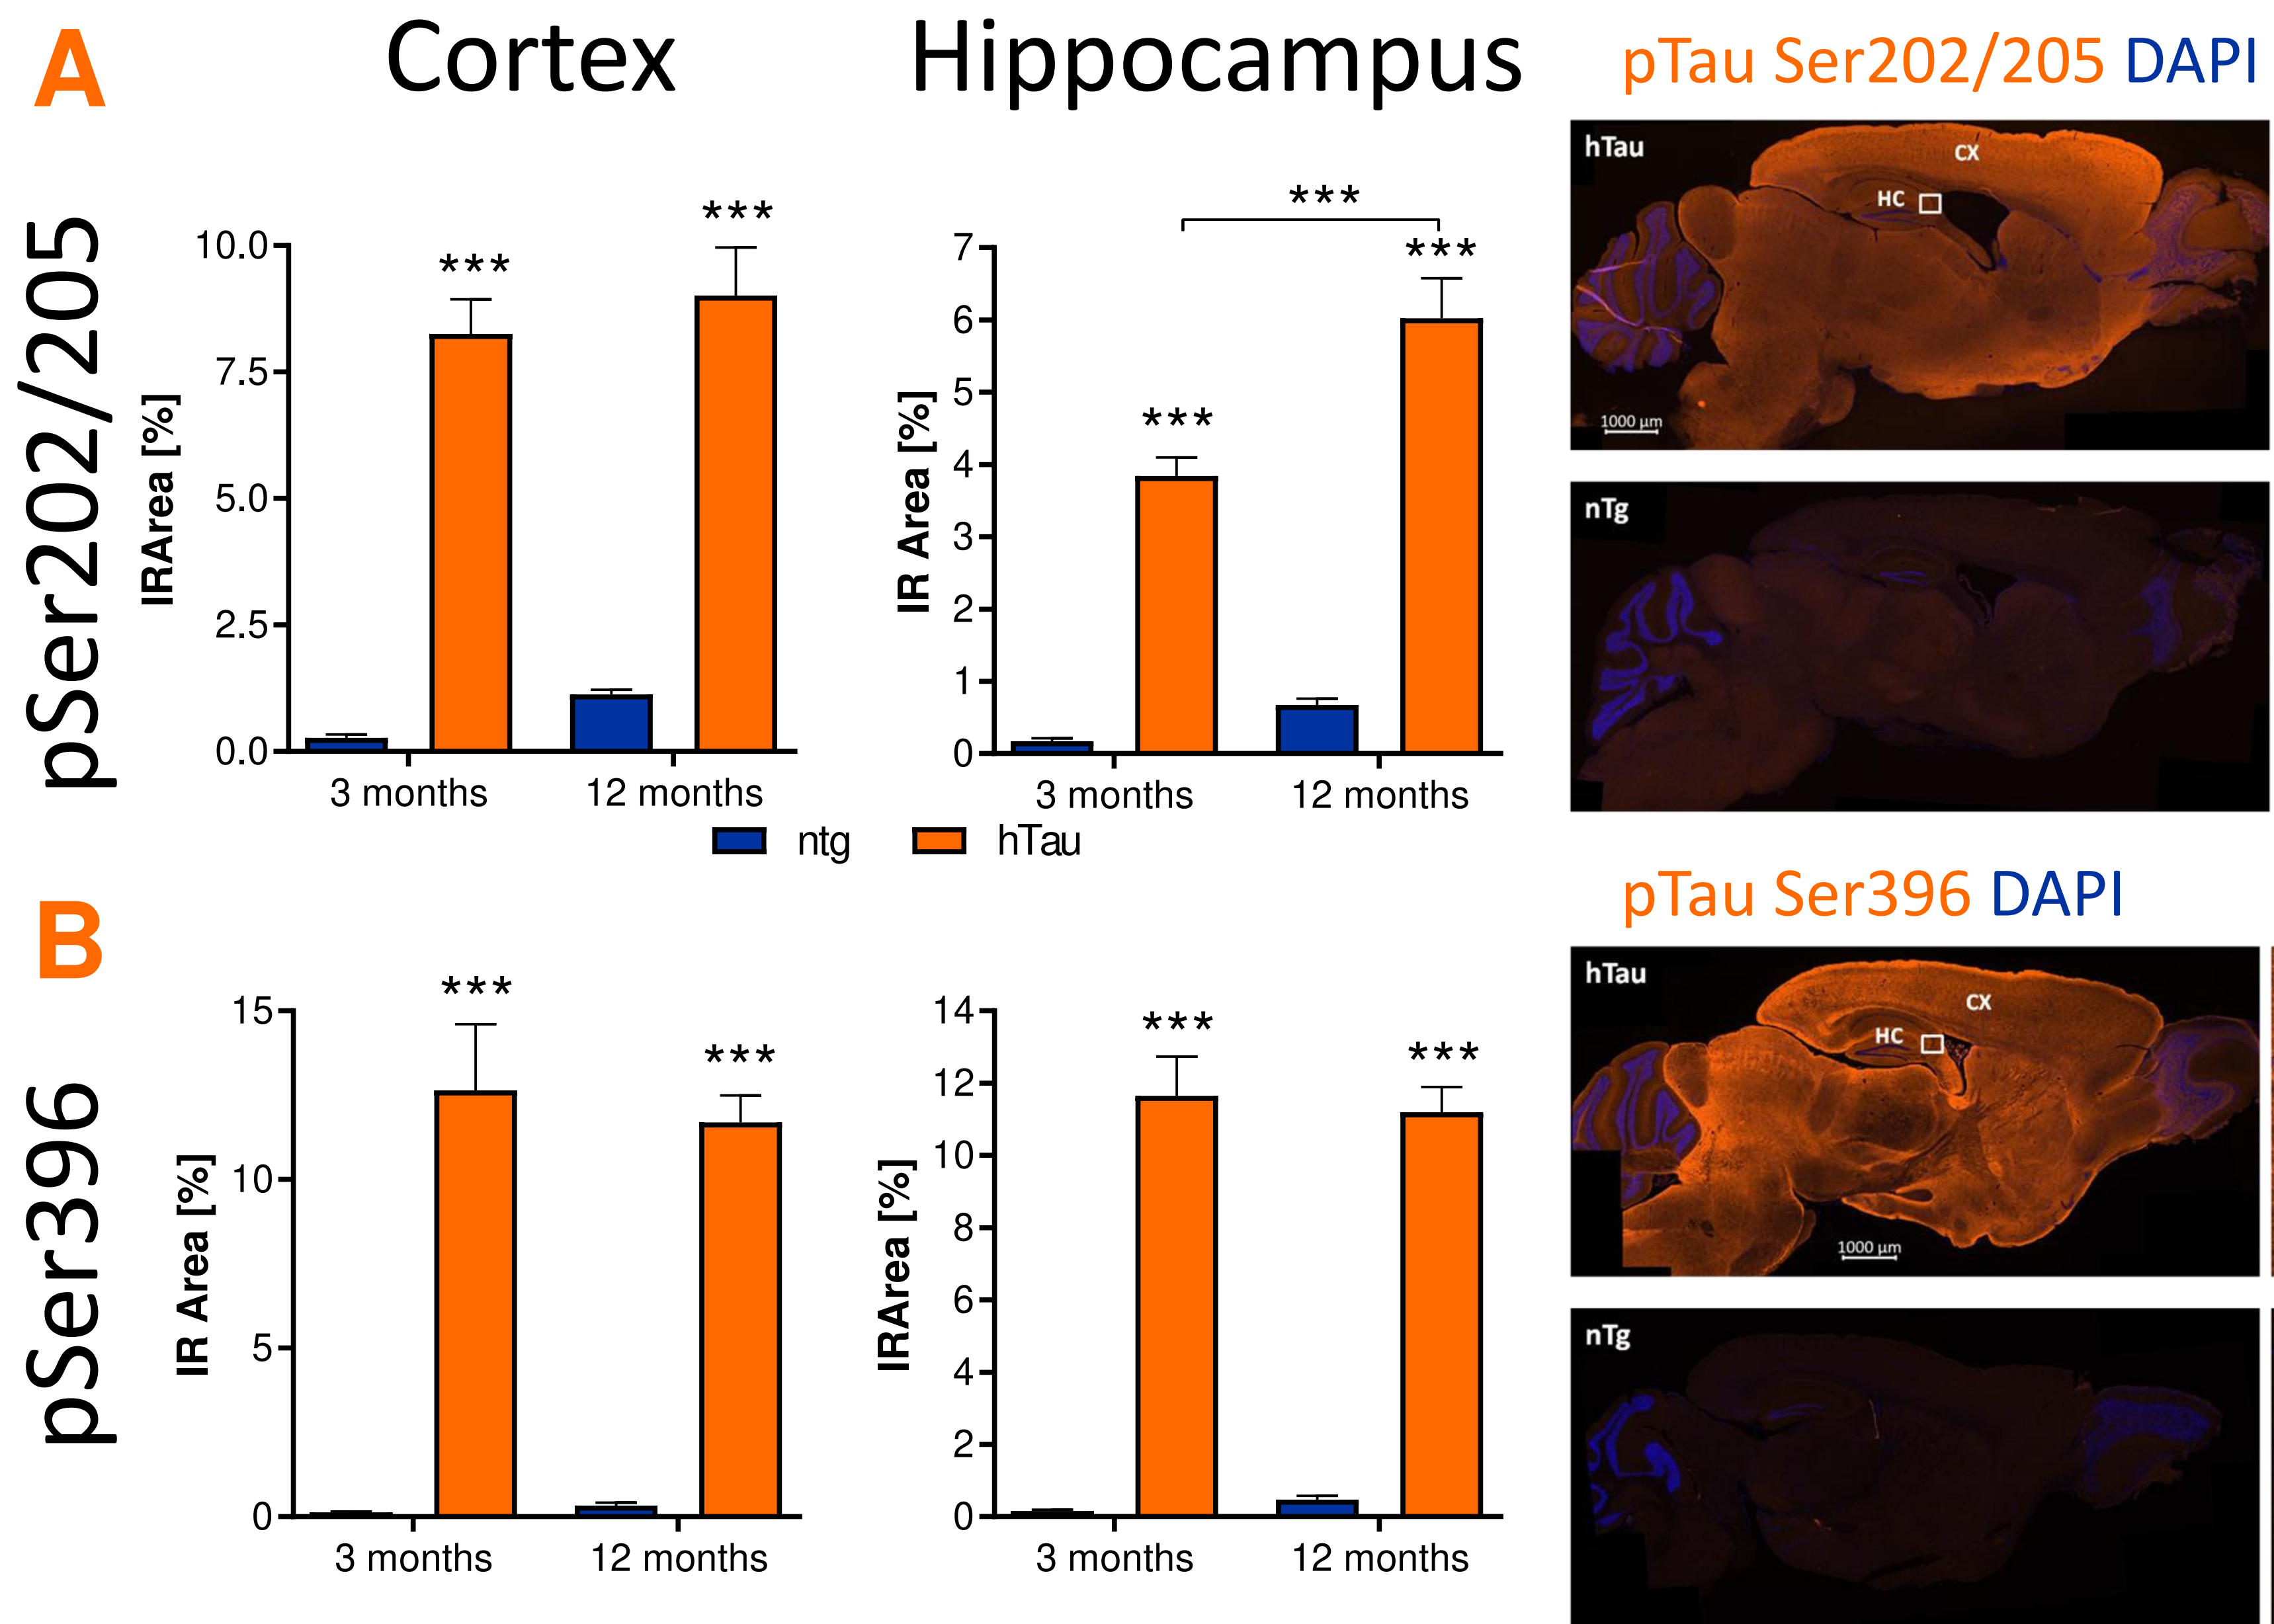 A
Cortex
Hippocampus
pTau Ser202/205 DAPI
pSer202/205
IRArea [%]
10.0
7.5
5.0
2.5
0.0
***
***
3 months
12 months
IR Area [%]
7
6
5
4
3
2
1
0
***
***
***
3 months
12 months
hTau
CX
HC
1000 µm
nTg
ntg
hTau
B
pTau Ser396 DAPI
pSer396
IR Area [%]
15
10
5
0
***
***
3 months
12 months
IRArea [%]
14
12
10
8
6
4
2
0
***
***
3 months
12 months
hTau
CX
HC
1000 µm
nTg